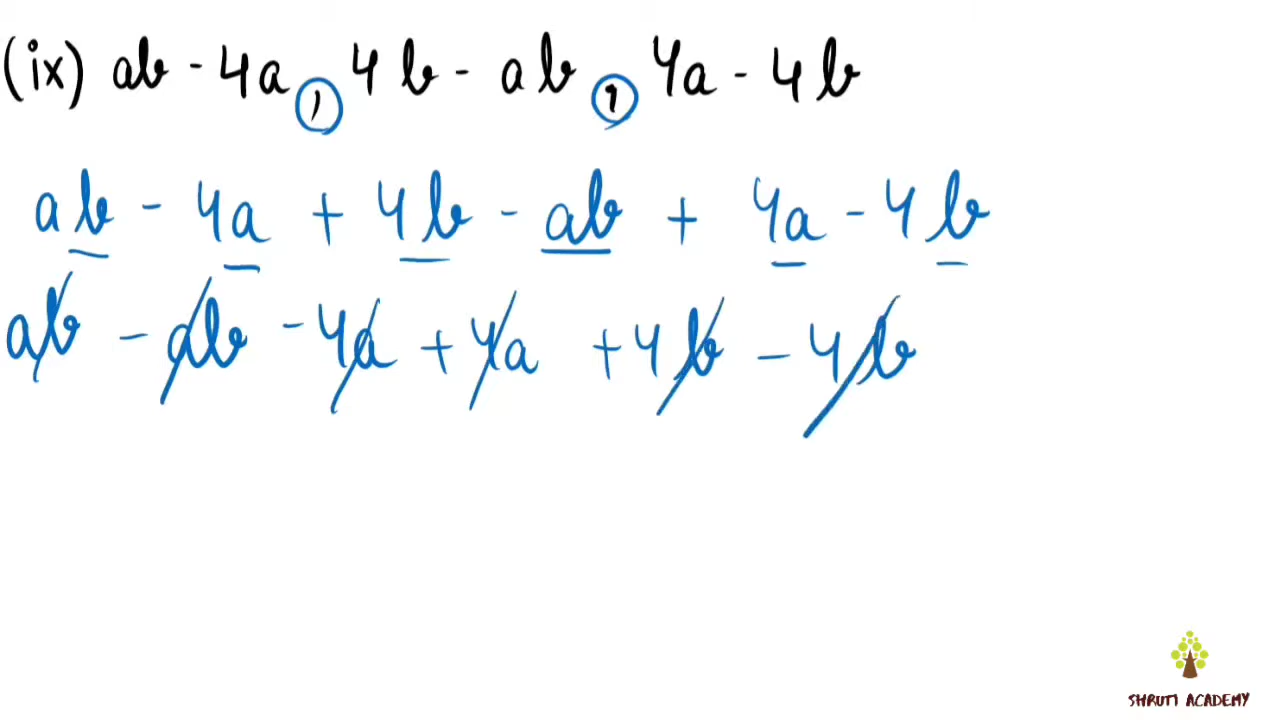 (ix) ab - 4a , 4b - ab , 4a - 4b
ab - 4a + 4b - ab + 4a - 4b
ab - ab - 4a + 4a + 4b - 4b
SHRUTI ACADEMY